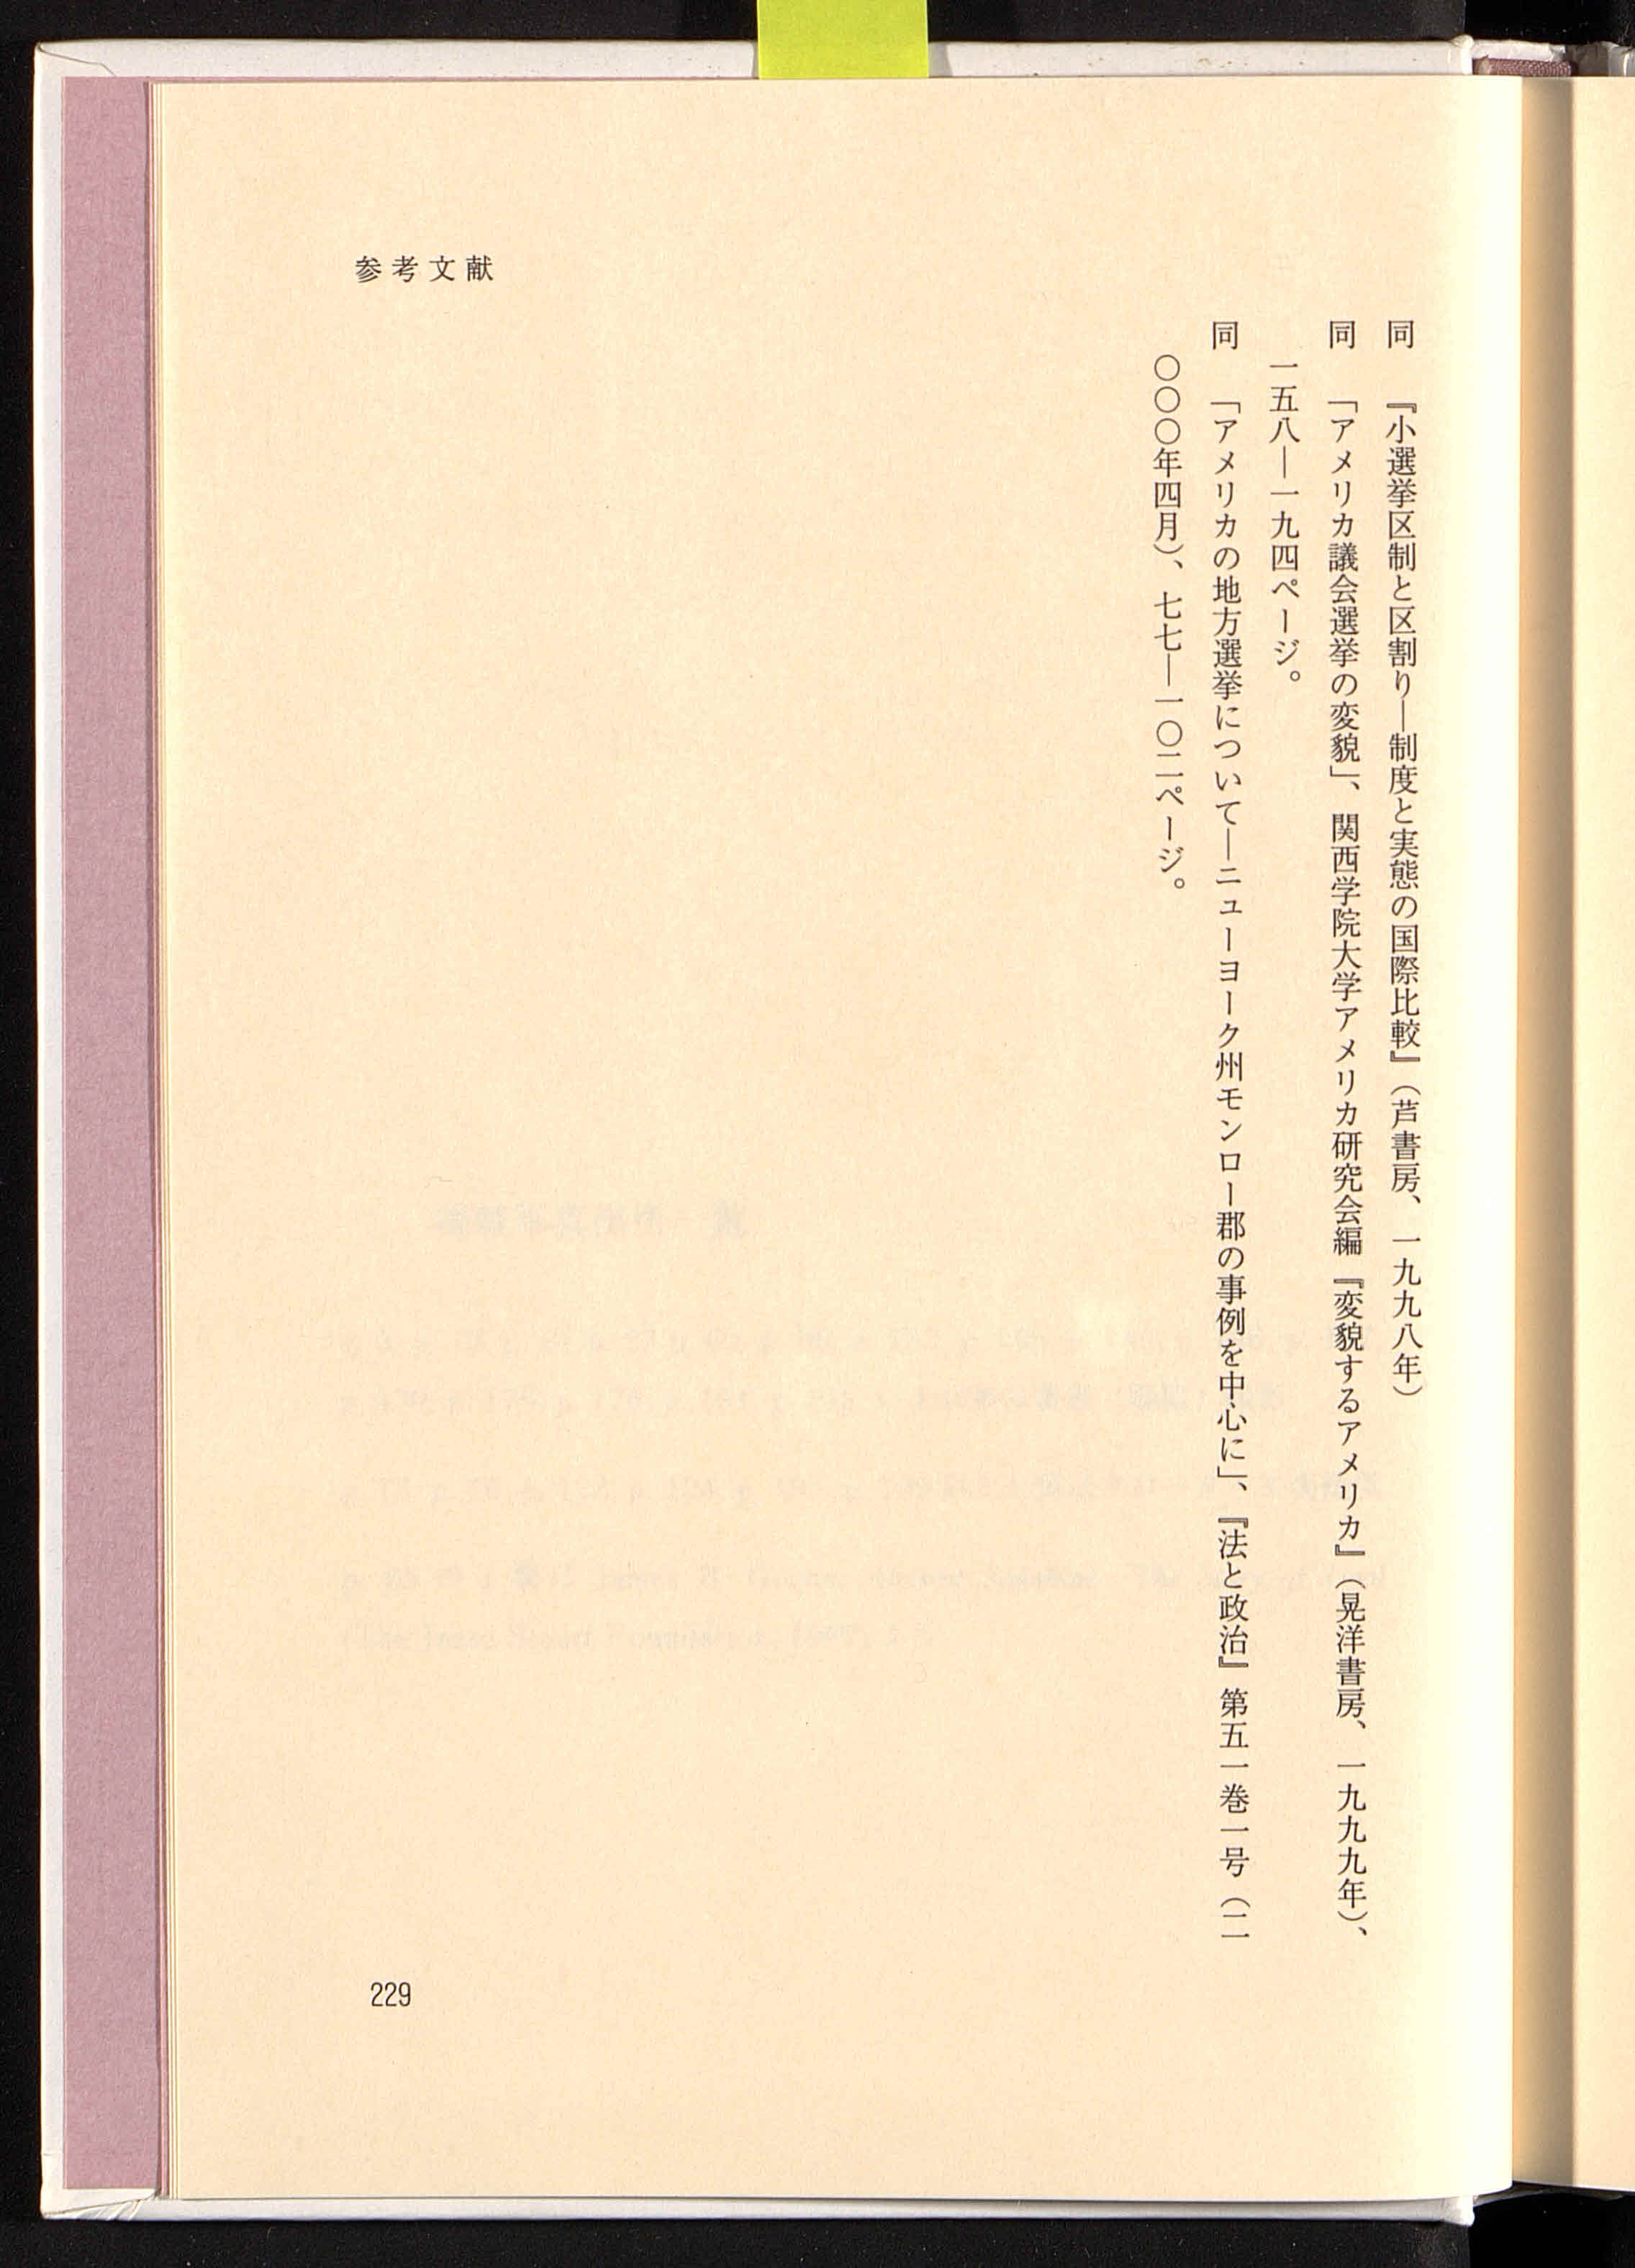 参考文献
同　『小選挙区制と区割り―制度と実態の国際比較』（芦書房、一九九八年）
同　「アメリカ議会選挙の変貌」、関西学院大学アメリカ研究会編『変貌するアメリカ』（晃洋書房、一九九九年）、
一五八―一九四ページ。
同　「アメリカの地方選挙について―ニューヨーク州モンロー郡の事例を中心に」、『法と政治』第五一巻一号（二
〇〇〇年四月）、七七―一〇二ページ。
229